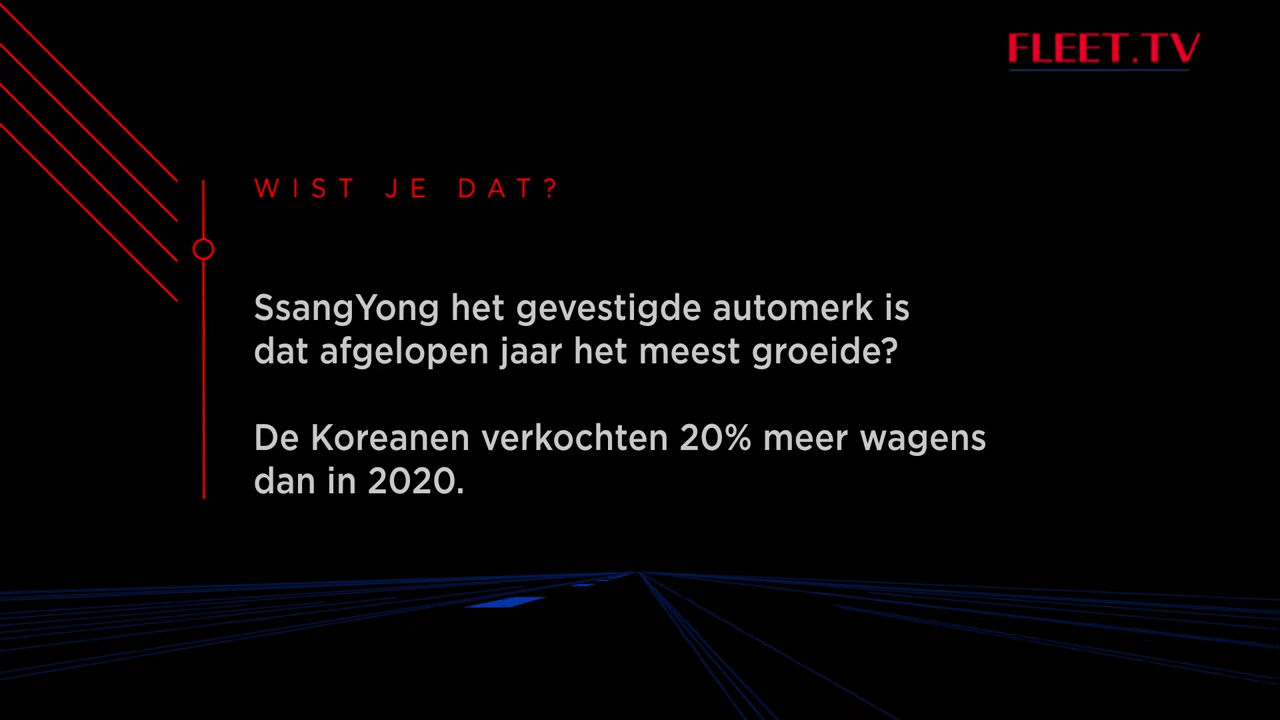 FLEET.TV
WIST JE DAT?
SsangYong het gevestigde automerk is
dat afgelopen jaar het meest groeide?
De Koreanen verkochten 20% meer wagens
dan in 2020.